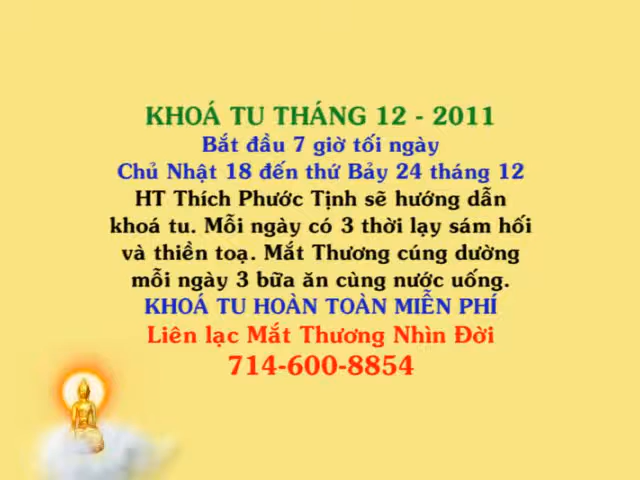 KHOÁ TU THÁNG 12 - 2011
Bắt đầu 7 giờ tối ngày
Chủ Nhật 18 đến thứ Bảy 24 tháng 12
HT Thích Phước Tịnh sẽ hướng dẫn
khoá tu. Mỗi ngày có 3 thời lạy sám hối
và thiền toạ. Mắt Thương cúng dường
mỗi ngày 3 bữa ăn cùng nước uống.
KHOÁ TU HOÀN TOÀN MIỄN PHÍ
Liên lạc Mắt Thương Nhìn Đời
714-600-8854